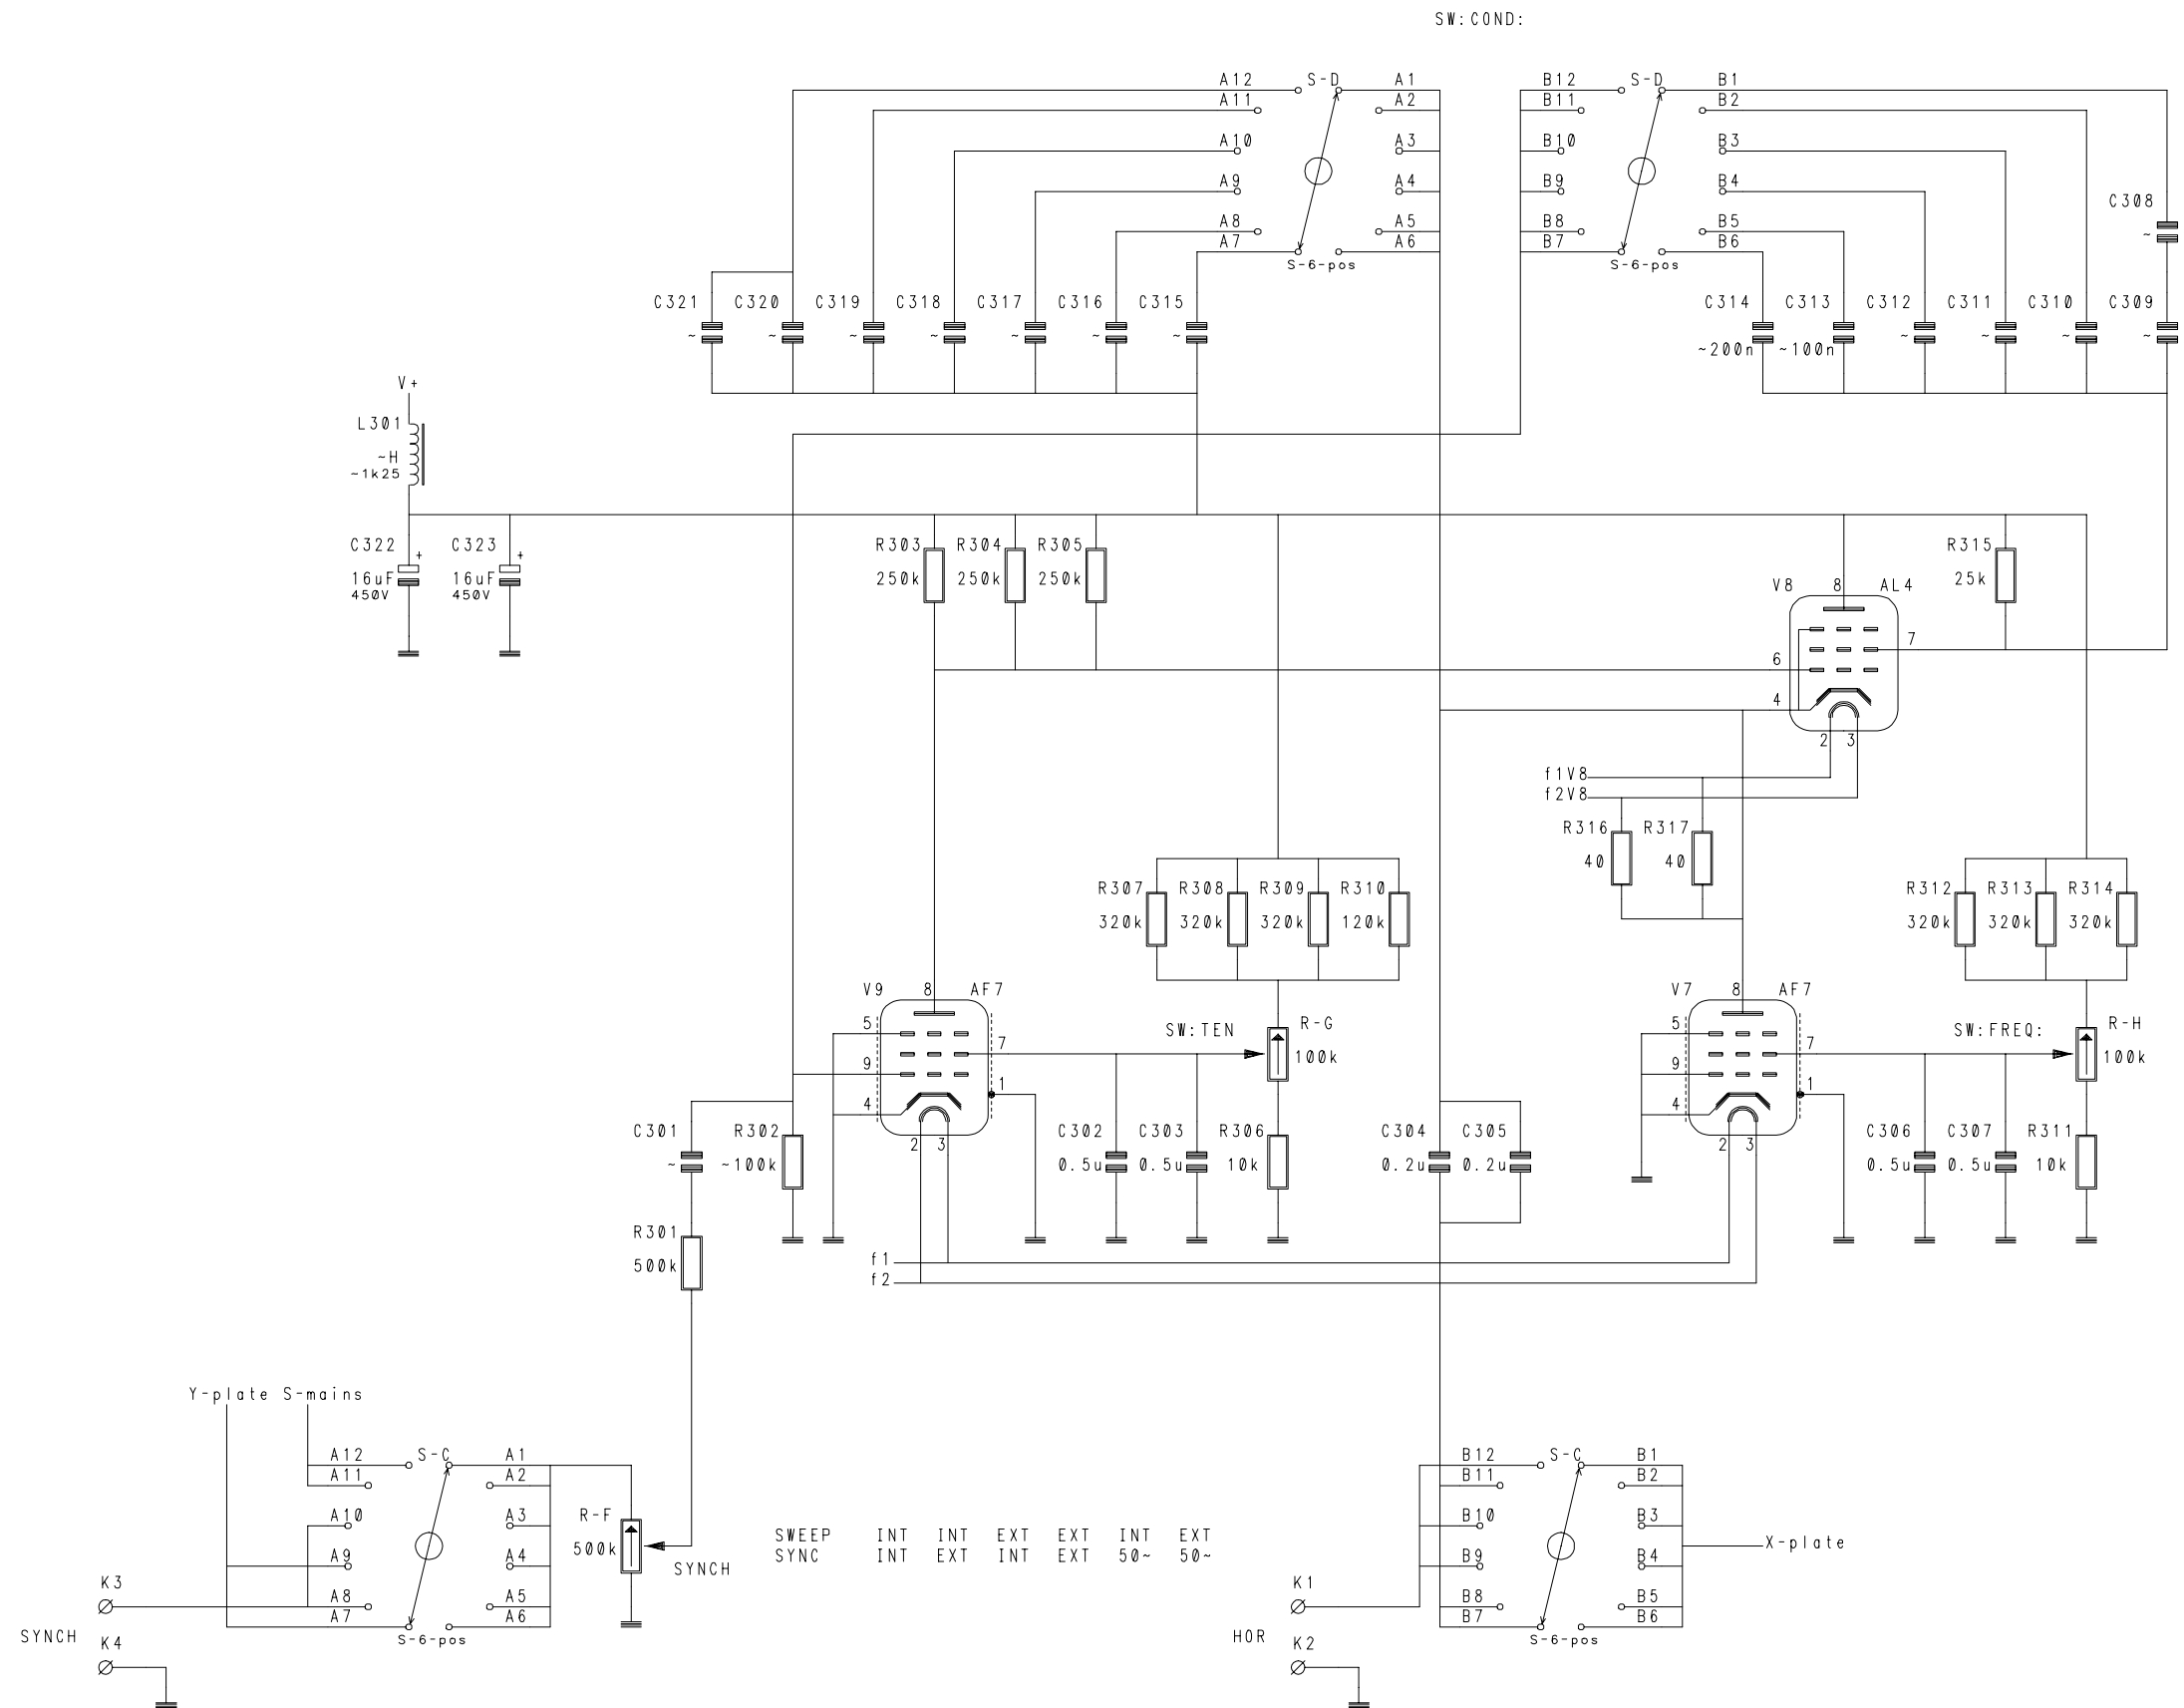 SW:COND:
A12 S-D A1 B12 S-D B1
A11 A2 B11 B2
A10 A3 B10 B3
A9 A4 B9 B4
C308
~
A8 A5 B8 B5
A7 A6 B7 B6
S-6-pos S-6-pos
C321 C320 C319 C318 C317 C316 C315 C314 C313 C312 C311 C310 C309
~ ~ ~ ~ ~ ~ ~ ~200n ~100n ~ ~ ~ ~
V+
L301
~H
~1k25
C322 + C323 + R303 R304 R305 R315
16uF 16uF 250k 250k 250k 25k
450V 450V
V8 8 AL4
7
6
4
2 3
f1V8
f2V8
R316 R317
40 40
R307 R308 R309 R310 R312 R313 R314
320k 320k 320k 120k 320k 320k 320k
V9 8 AF7 V7 8 AF7
5 SW:TEN R-G 5 SW:FREQ: R-H
7 100k 7 100k
9 1 9 1
4 4
C301 R302 2 3 C302 C303 R306 C304 C305 2 3 C306 C307 R311
~ ~100k 0.5u 0.5u 10k 0.2u 0.2u 0.5u 0.5u 10k
R301
500k
f1
f2
Y-plate S-mains
A12 S-C A1 B12 S-C B1
A11 A2 B11 B2
A10 A3 R-F B10 B3
SWEEP INT INT EXT EXT INT EXT
500k SYNCH
SYNC INT EXT INT EXT 50~ 50~
X-plate
A9 A4 B9 B4
K3 A8 A5 K1 B8 B5
A7 A6 B7 B6
SYNCH K4 S-6-pos HOR K2 S-6-pos